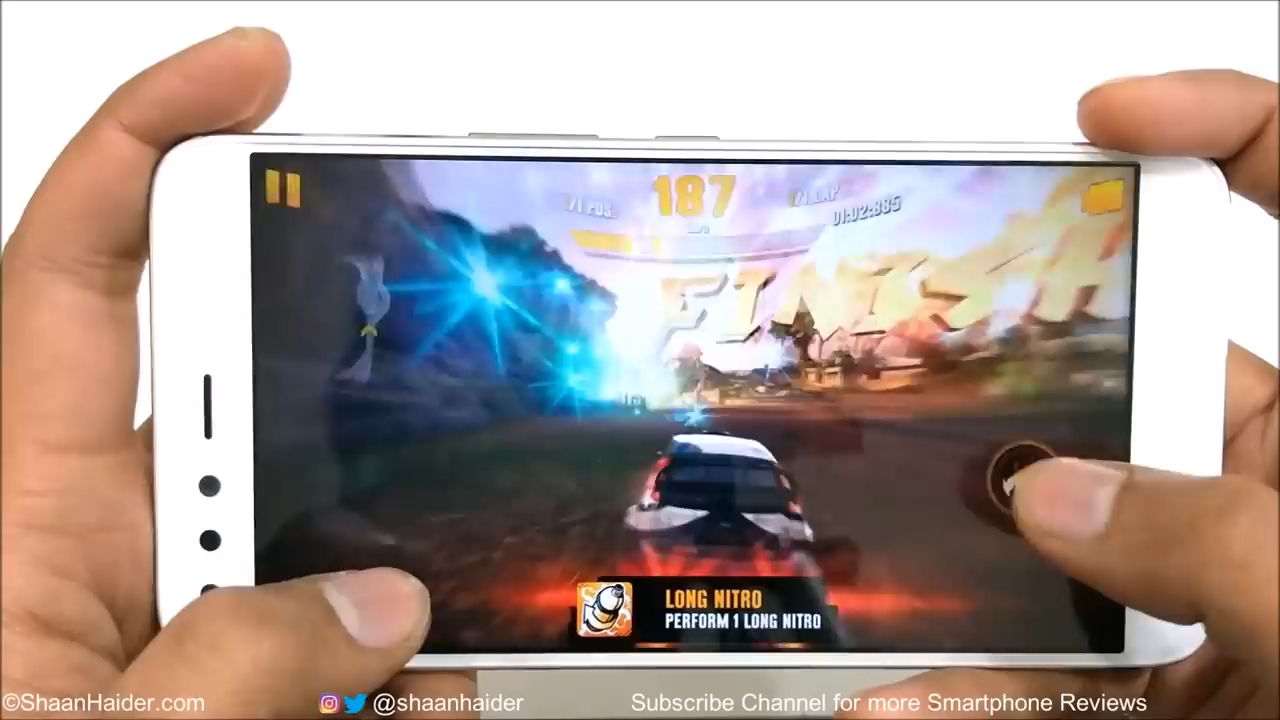 187
1/1 POS.
1/1 LAP
01:02:885
FINISH
LONG NITRO
PERFORM 1 LONG NITRO
©ShaanHaider.com
@shaanhaider
Subscribe Channel for more Smartphone Reviews